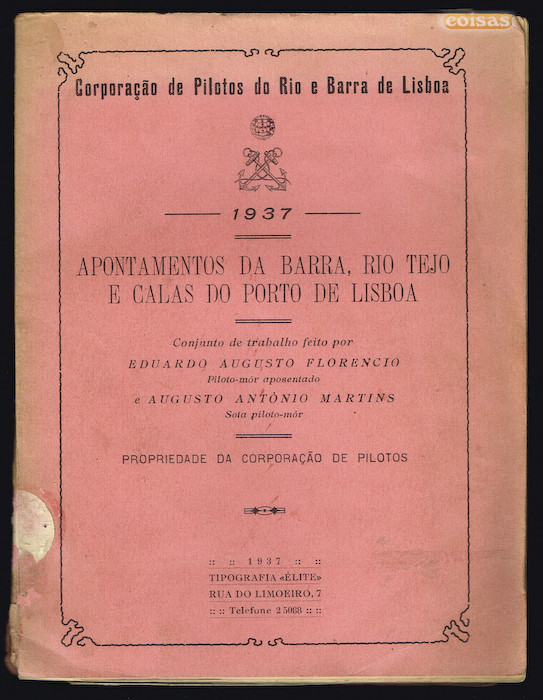 coisas
Corporação de Pilotos do Rio e Barra de Lisboa
1937
APONTAMENTOS DA BARRA, RIO TEJO
E CALAS DO PORTO DE LISBOA
Conjunto de trabalho feito por
EDUARDO AUGUSTO FLORENCIO
Piloto-mór aposentado
e AUGUSTO ANTÓNIO MARTINS
Sota piloto-mór
PROPRIEDADE DA CORPORAÇÃO DE PILOTOS
:: :: 1937 :: ::
TIPOGRAFIA «ÉLITE»
RUA DO LIMOEIRO, 7
:: :: Telefone 2 5088 :: ::